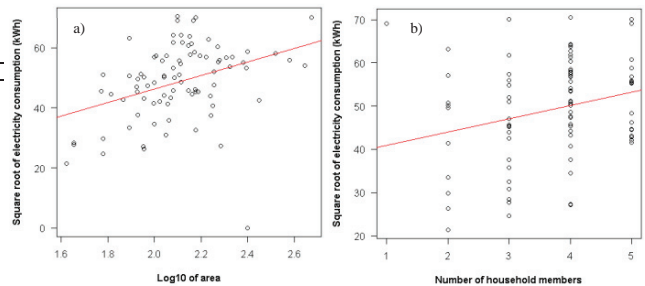 a)
Square root of electricity consumption (kWh)
60
40
20
0
1.6 1.8 2.0 2.2 2.4 2.6
Log10 of area
b)
Square root of electricity consumption (kWh)
70
60
50
40
30
20
1 2 3 4 5
Number of household members